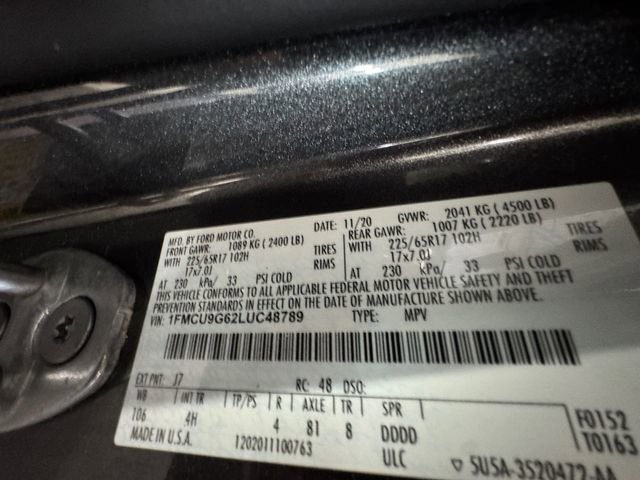 MFD. BY FORD MOTOR CO.
DATE: 11/20 GVWR: 2041 KG ( 4500 LB)
FRONT GAWR: 1089 KG ( 2400 LB)
REAR GAWR: 1007 KG ( 2220 LB)
WITH 225/65R17 102H TIRES
WITH 225/65R17 102H TIRES
17x7.0J RIMS
17x7.0J RIMS
AT 230 kPa/ 33 PSI COLD
AT 230 kPa/ 33 PSI COLD
THIS VEHICLE CONFORMS TO ALL APPLICABLE FEDERAL MOTOR VEHICLE SAFETY AND THEFT
PREVENTION STANDARDS IN EFFECT ON THE DATE OF MANUFACTURE SHOWN ABOVE.
VIN: 1FMCU9G62LUC48789 TYPE: MPV
EXT PNT: J7 RC: 48 DSO:
WB INT TR TP/PS R AXLE TR SPR
T06 4H 4 81 8 DDDD
F0152
T0163
MADE IN U.S.A. 1202011100763 ULC
5U5A-3520472-AA